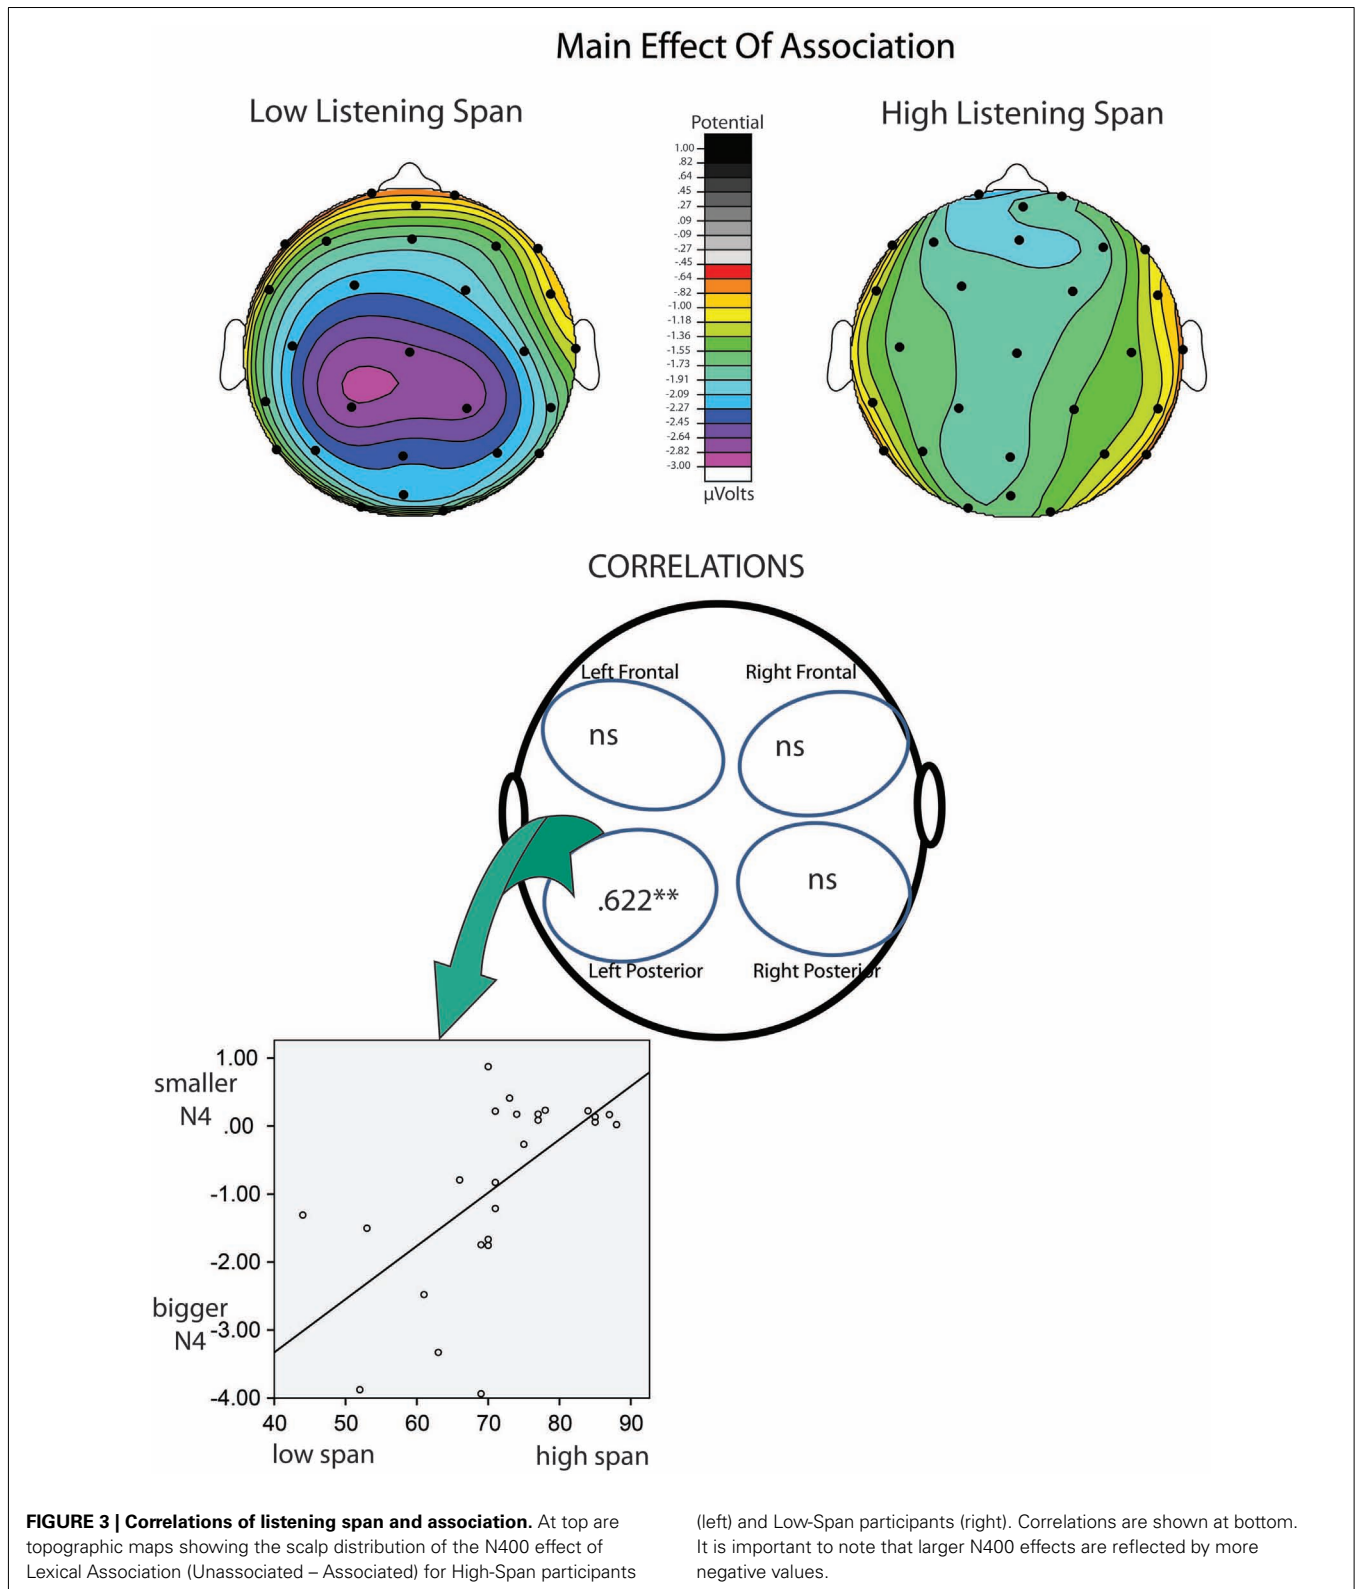 Main Effect Of Association
Low Listening Span
High Listening Span
Potential
1.00
.82
.64
.45
.27
.09
-.09
-.27
-.45
-.64
-.82
-1.00
-1.18
-1.36
-1.55
-1.73
-1.91
-2.09
-2.27
-2.45
-2.64
-2.82
-3.00
µVolts
CORRELATIONS
Left Frontal
Right Frontal
ns
ns
.622**
ns
Left Posterior
Right Posterior
1.00
smaller
N4
.00
-1.00
-2.00
bigger
N4
-3.00
-4.00
40 50 60 70 80 90
low span
high span
FIGURE 3 | Correlations of listening span and association. At top are
topographic maps showing the scalp distribution of the N400 effect of
Lexical Association (Unassociated – Associated) for High-Span participants
(left) and Low-Span participants (right). Correlations are shown at bottom.
It is important to note that larger N400 effects are reflected by more
negative values.